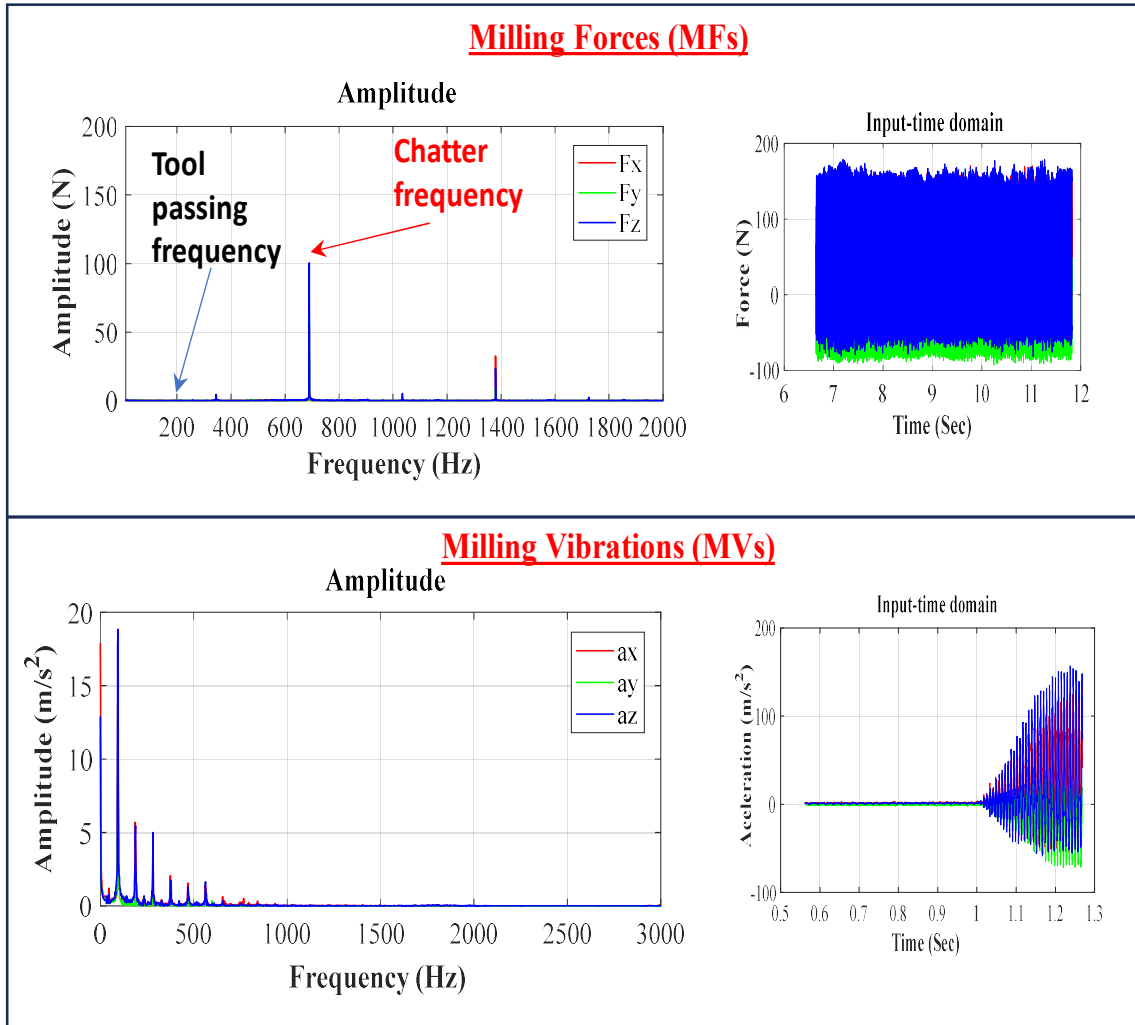 Milling Forces (MFs)
Amplitude
200
150
100
50
0
Amplitude (N)
Tool
passing
frequency
Chatter
frequency
Fx
Fy
Fz
200 400 600 800 1000 1200 1400 1600 1800 2000
Frequency (Hz)
Input-time domain
200
100
0
-100
Force (N)
6 7 8 9 10 11 12
Time (Sec)
Milling Vibrations (MVs)
Amplitude
20
15
10
5
0
Amplitude (m/s²)
ax
ay
az
0 500 1000 1500 2000 2500 3000
Frequency (Hz)
Input-time domain
200
100
0
-100
Acceleration (m/s²)
0.5 0.6 0.7 0.8 0.9 1 1.1 1.2 1.3
Time (Sec)